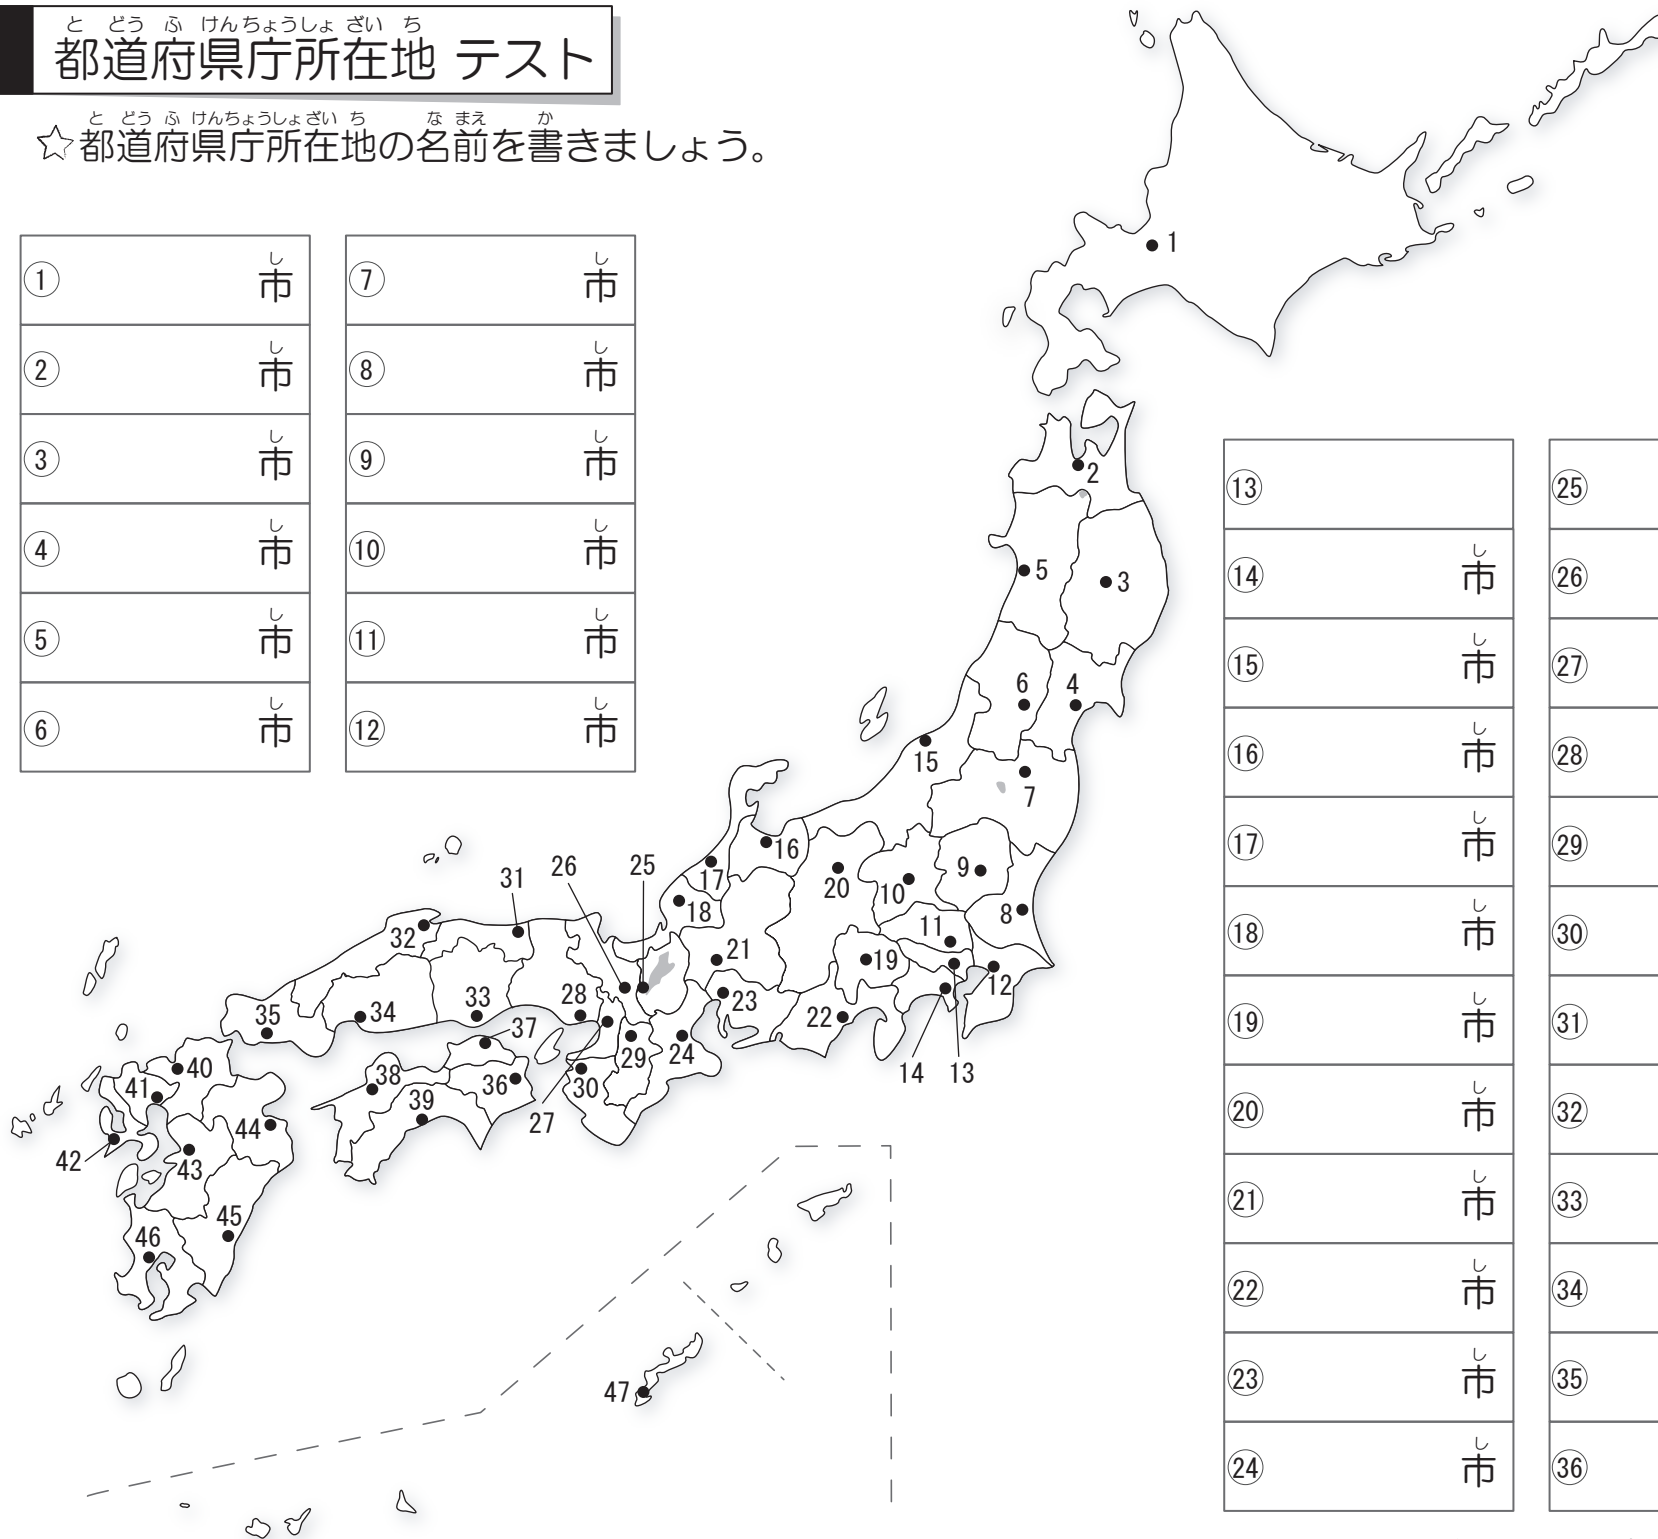 と どう ふ けんちょうしょ ざい ち
都道府県庁所在地 テスト
と どう ふ けんちょうしょざい ち な まえ か
☆都道府県庁所在地の名前を書きましょう。
① し
市
② し
市
③ し
市
④ し
市
⑤ し
市
⑥ し
市
⑦ し
市
⑧ し
市
⑨ し
市
⑩ し
市
⑪ し
市
⑫ し
市
⑬
⑭ し
市
⑮ し
市
⑯ し
市
⑰ し
市
⑱ し
市
⑲ し
市
⑳ し
市
㉑ し
市
㉒ し
市
㉓ し
市
㉔ し
市
㉕
㉖
㉗
㉘
㉙
㉚
㉛
㉜
㉝
㉞
㉟
㊱
1
2
3
4
5
6
7
8
9
10
11
12
13
14
15
16
17
18
19
20
21
22
23
24
25
26
27
28
29
30
31
32
33
34
35
36
37
38
39
40
41
42
43
44
45
46
47